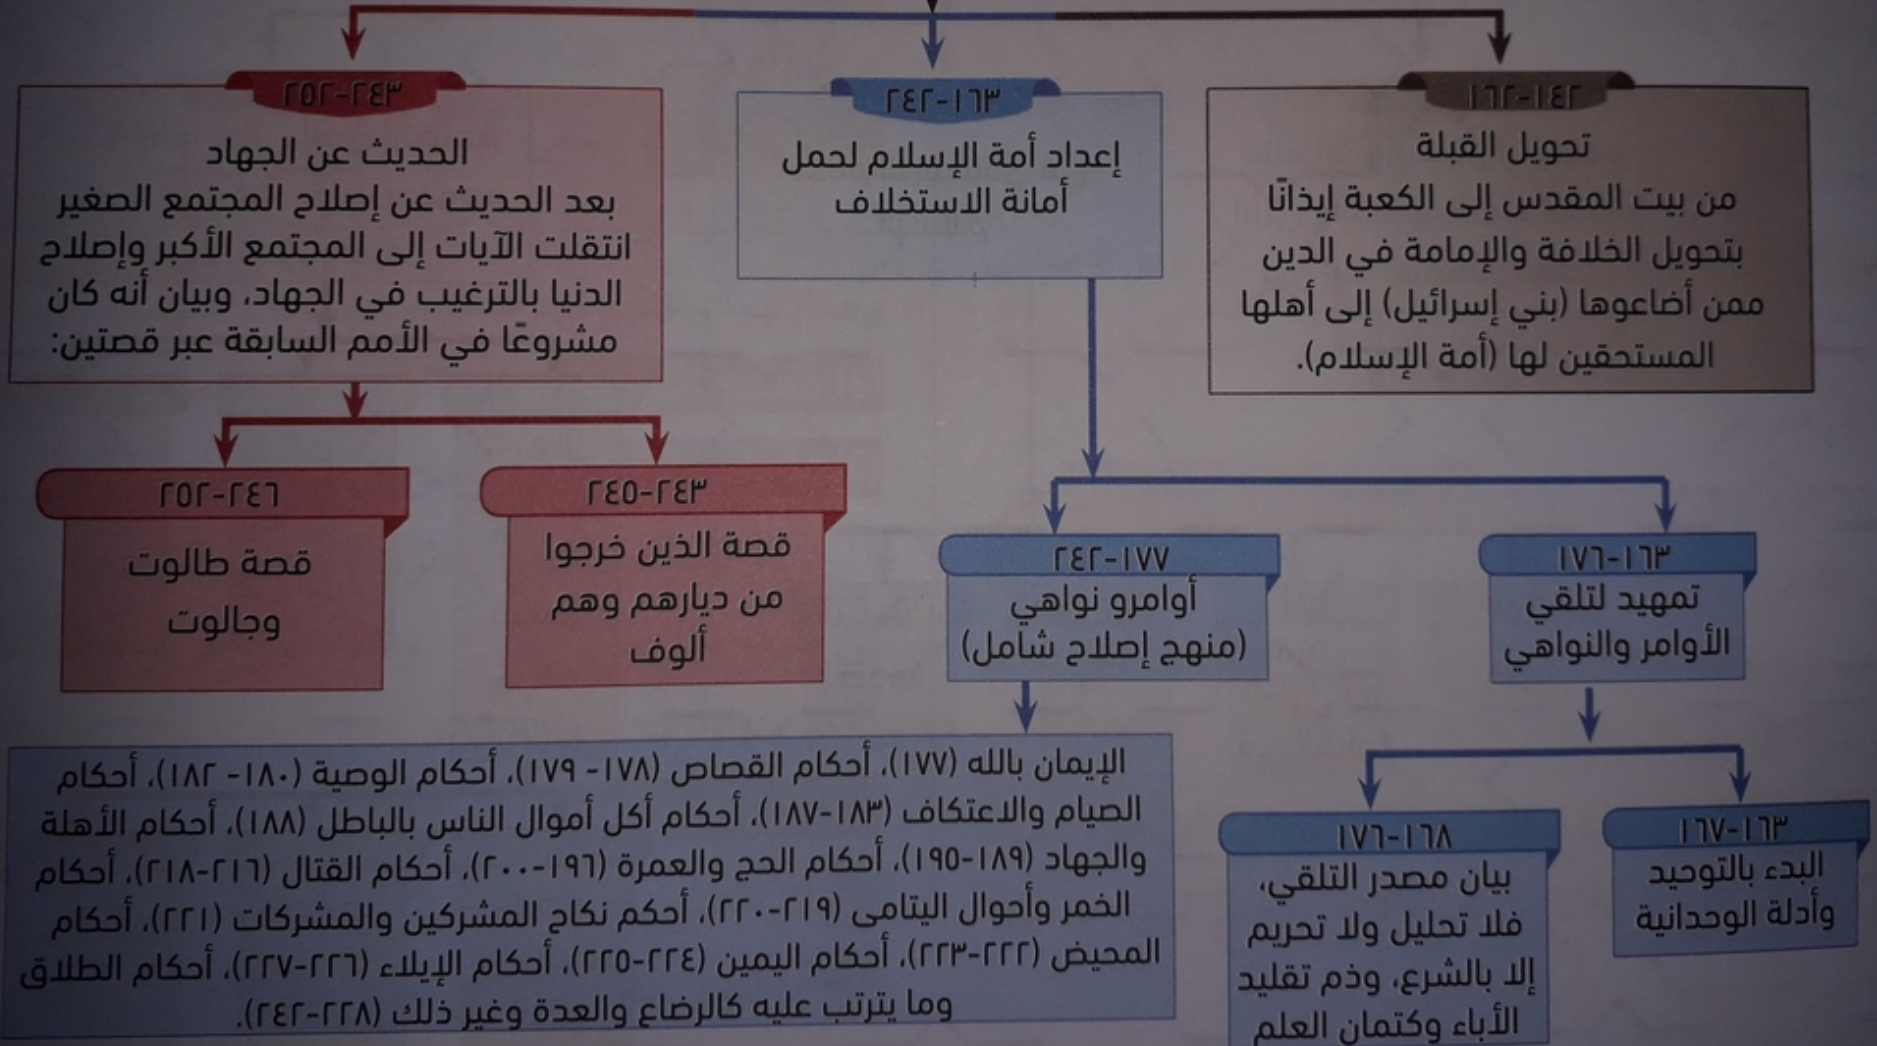 ١٤٢-١٦٢
تحويل القبلة
من بيت المقدس إلى الكعبة إيذانًا
بتحويل الخلافة والإمامة في الدين
ممن أضاعوها (بني إسرائيل) إلى أهلها
المستحقين لها (أمة الإسلام).
١٦٣-٢٤٢
إعداد أمة الإسلام لحمل
أمانة الاستخلاف
٢٤٣-٢٥٢
الحديث عن الجهاد
بعد الحديث عن إصلاح المجتمع الصغير
انتقلت الآيات إلى المجتمع الأكبر وإصلاح
الدنيا بالترغيب في الجهاد، وبيان أنه كان
مشروعًا في الأمم السابقة عبر قصتين:
١٦٣-١٧٦
تمهيد لتلقي
الأوامر والنواهي
١٧٧-٢٤٢
أوامرو نواهي
(منهج إصلاح شامل)
٢٤٣-٢٤٥
قصة الذين خرجوا
من ديارهم وهم
ألوف
٢٤٦-٢٥٢
قصة طالوت
وجالوت
١٦٣-١٦٧
البدء بالتوحيد
وأدلة الوحدانية
١٦٨-١٧٦
بيان مصدر التلقي،
فلا تحليل ولا تحريم
إلا بالشرع، وذم تقليد
الأباء وكتمان العلم
الإيمان بالله (١٧٧)، أحكام القصاص (١٧٨- ١٧٩)، أحكام الوصية (١٨٠- ١٨٢)، أحكام
الصيام والاعتكاف (١٨٣-١٨٧)، أحكام أكل أموال الناس بالباطل (١٨٨)، أحكام الأهلة
والجهاد (١٨٩-١٩٥)، أحكام الحج والعمرة (١٩٦-٢٠٠)، أحكام القتال (٢١٦-٢١٨)، أحكام
الخمر وأحوال اليتامى (٢١٩-٢٢٠)، أحكم نكاح المشركين والمشركات (٢٢١)، أحكام
المحيض (٢٢٢-٢٢٣)، أحكام اليمين (٢٢٤-٢٢٥)، أحكام الإيلاء (٢٢٦-٢٢٧)، أحكام الطلاق
وما يترتب عليه كالرضاع والعدة وغير ذلك (٢٢٨-٢٤٢).